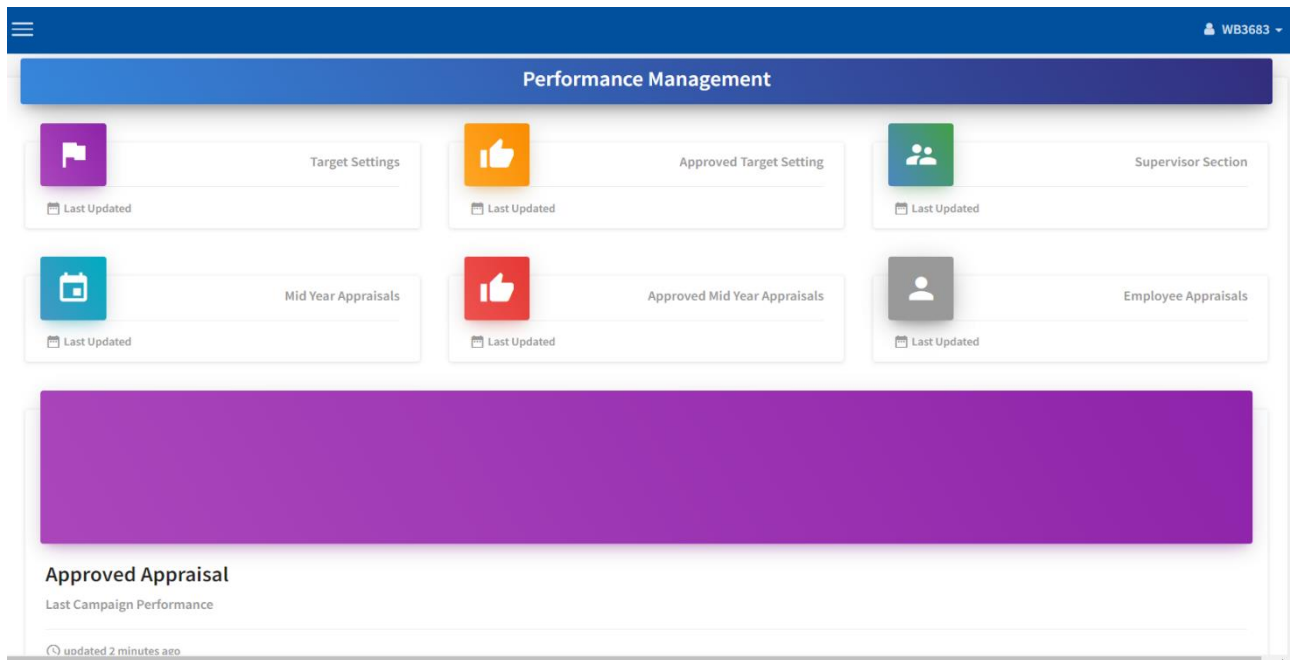 WB3683
Performance Management
Target Settings
Last Updated
Approved Target Setting
Last Updated
Supervisor Section
Last Updated
Mid Year Appraisals
Last Updated
Approved Mid Year Appraisals
Last Updated
Employee Appraisals
Last Updated
Approved Appraisal
Last Campaign Performance
updated 2 minutes ago